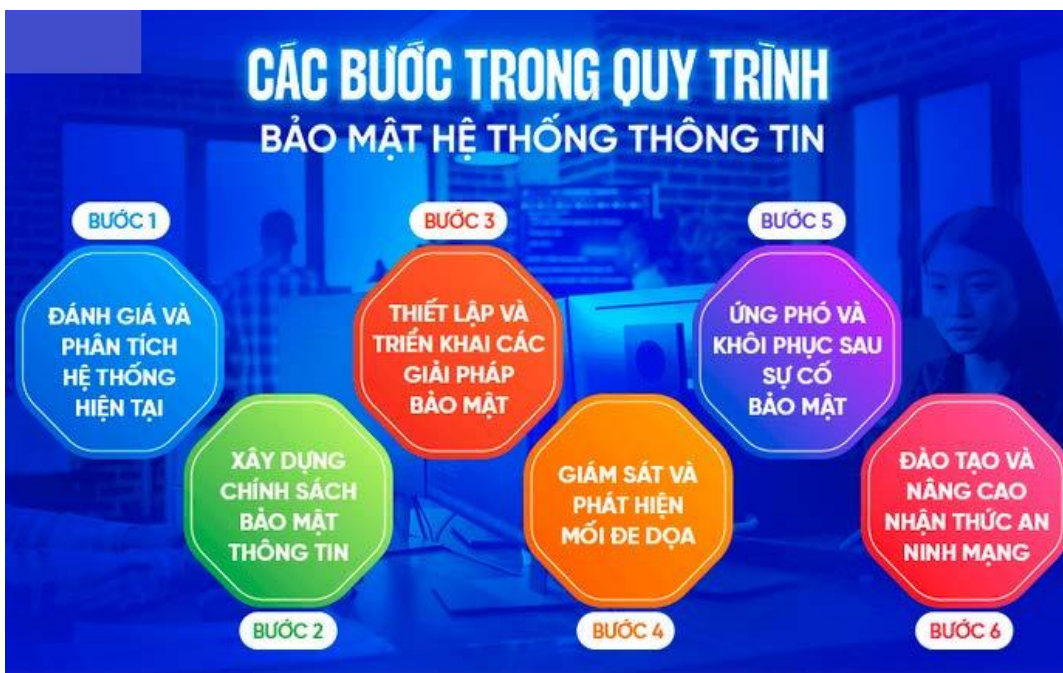 CÁC BƯỚC TRONG QUY TRÌNH
BẢO MẬT HỆ THỐNG THÔNG TIN
BƯỚC 1
ĐÁNH GIÁ VÀ
PHÂN TÍCH
HỆ THỐNG
HIỆN TẠI
XÂY DỰNG
CHÍNH SÁCH
BẢO MẬT
THÔNG TIN
BƯỚC 2
BƯỚC 3
THIẾT LẬP VÀ
TRIỂN KHAI CÁC
GIẢI PHÁP
BẢO MẬT
GIÁM SÁT VÀ
PHÁT HIỆN
MỐI ĐE DỌA
BƯỚC 4
BƯỚC 5
ỨNG PHÓ VÀ
KHÔI PHỤC SAU
SỰ CỐ
BẢO MẬT
ĐÀO TẠO VÀ
NÂNG CAO
NHẬN THỨC AN
NINH MẠNG
BƯỚC 6